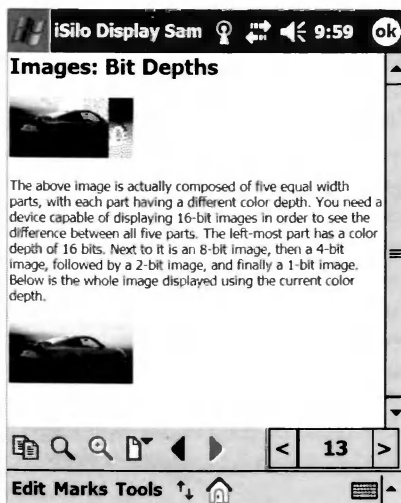 iSilo Display Sam 9:59 ok
Images: Bit Depths
The above image is actually composed of five equal width
parts, with each part having a different color depth. You need a
device capable of displaying 16-bit images in order to see the
difference between all five parts. The left-most part has a color
depth of 16 bits. Next to it is an 8-bit image, then a 4-bit
image, followed by a 2-bit image, and finally a 1-bit image.
Below is the whole image displayed using the current color
depth.
< 13 >
Edit Marks Tools